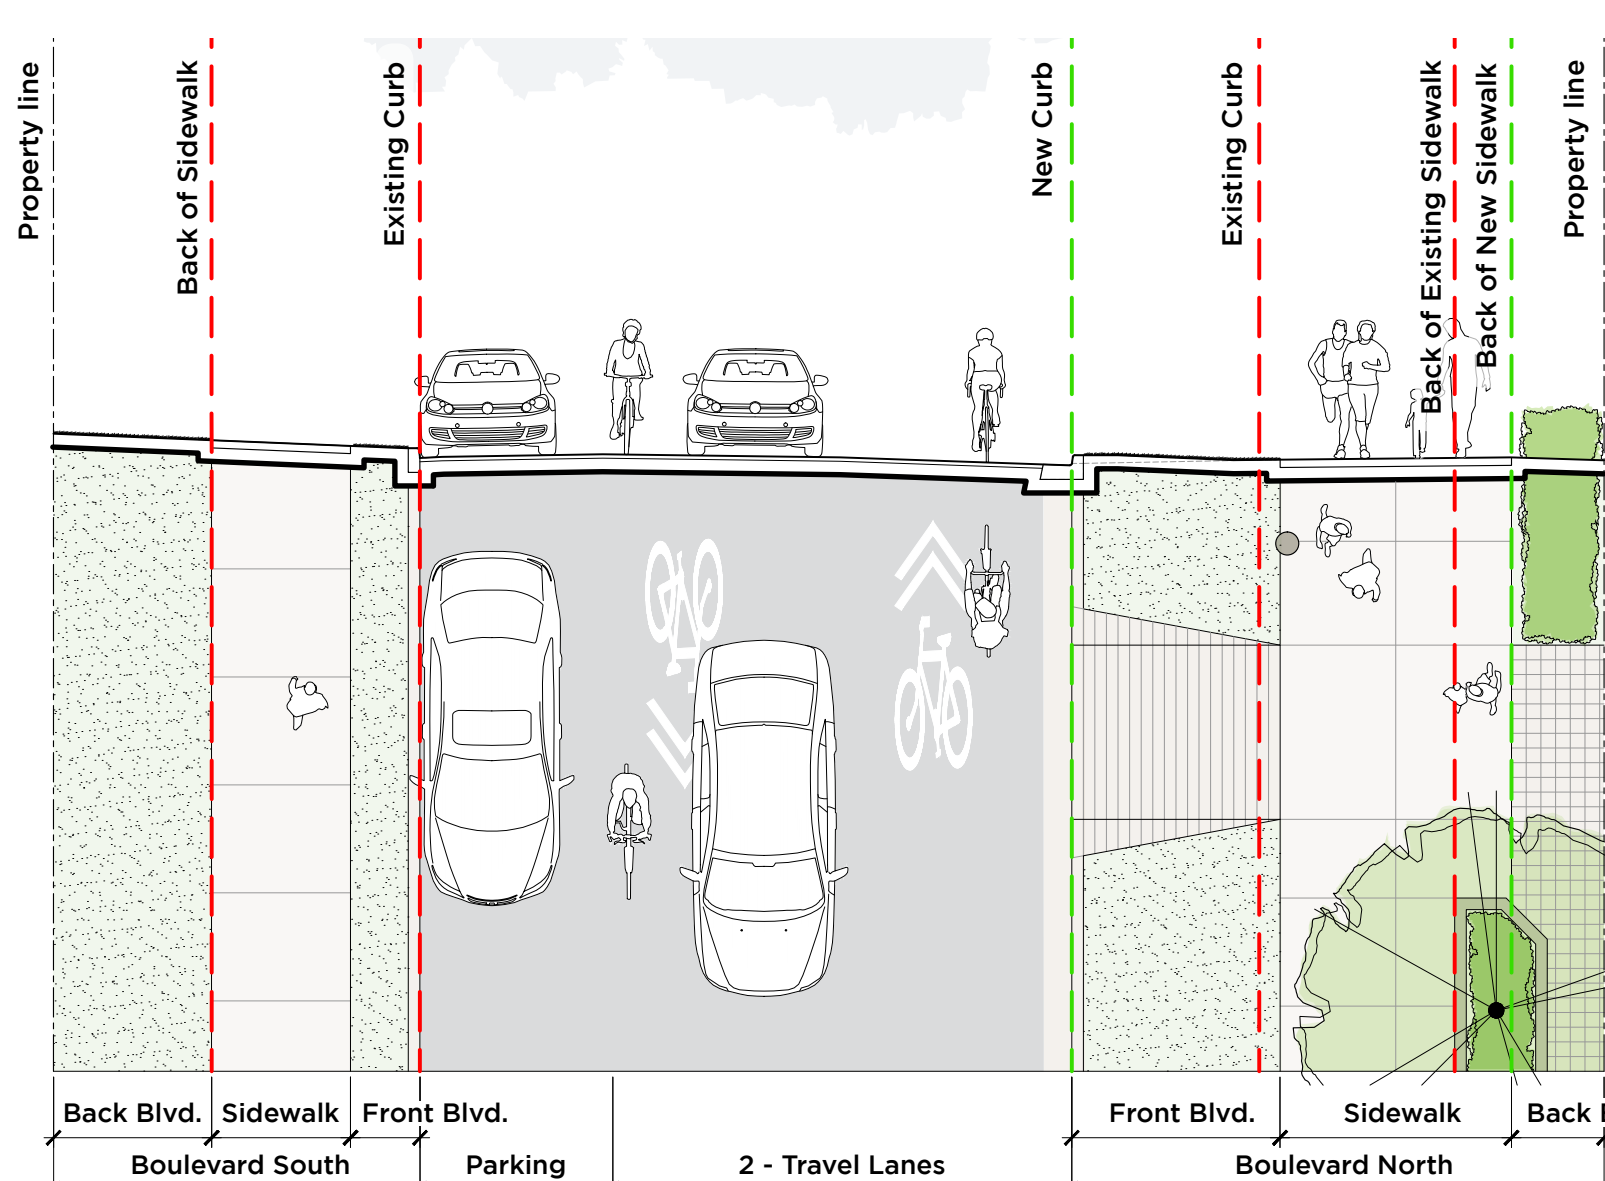 Property line
Back of Sidewalk
Existing Curb
New Curb
Existing Curb
Back of Existing Sidewalk
Back of New Sidewalk
Property line
Back Blvd.
Sidewalk
Front Blvd.
Front Blvd.
Sidewalk
Back
Boulevard South
Parking
2 - Travel Lanes
Boulevard North